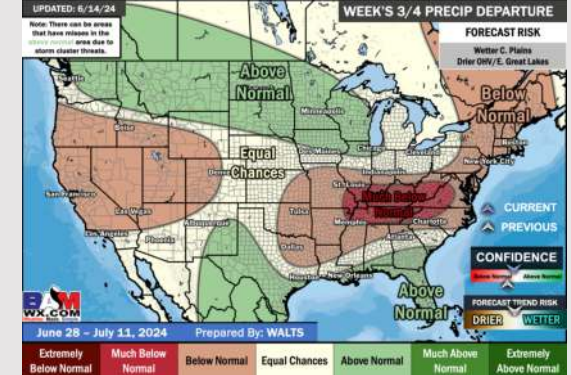 UPDATED: 6/14/24
WEEK'S 3/4 PRECIP DEPARTURE
Note: There can be areas
that have misses in the
above normal area due to
storm cluster threats.
FORECAST RISK
Wetter C. Plains
Drier OHV/E. Great Lakes
Seattle
Above
Normal
Below
Normal
Minneapolis
Boise
Boston
Des Moines
Chicago
Cleveland
New York City
Equal
Chances
Indianapolis
Denver
St. Louis
San Francisco
Much Below
Normal
Las Vegas
Tulsa
Memphis
Charlotte
CURRENT
Albuquerque
Los Angeles
Phoenix
Atlanta
PREVIOUS
Dallas
Houston
New Orleans
CONFIDENCE
Below Normal
Above Normal
Above
Normal
BAM
WX.COM
FORECAST TREND RISK
DRIER
WETTER
June 28 – July 11, 2024
Prepared By: WALTS
Extremely
Below Normal
Much Below
Normal
Below Normal
Equal Chances
Above Normal
Much Above
Normal
Extremely
Above Normal